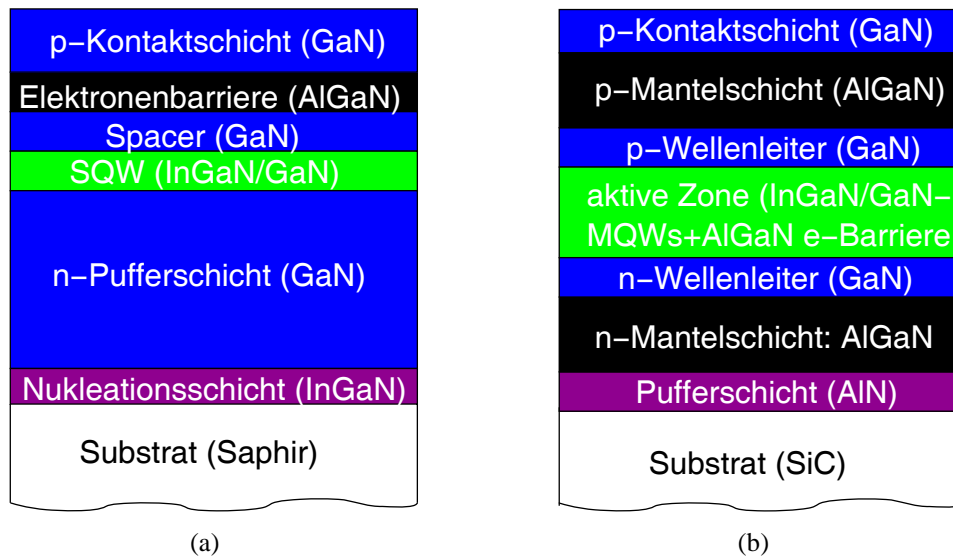 p−Kontaktschicht (GaN)
Elektronenbarriere (AlGaN)
Spacer (GaN)
SQW (InGaN/GaN)
n−Pufferschicht (GaN)
Nukleationsschicht (InGaN)
Substrat (Saphir)
(a)
p−Kontaktschicht (GaN)
p−Mantelschicht (AlGaN)
p−Wellenleiter (GaN)
aktive Zone (InGaN/GaN−
MQWs+AlGaN e−Barriere
n−Wellenleiter (GaN)
n−Mantelschicht: AlGaN
Pufferschicht (AlN)
Substrat (SiC)
(b)